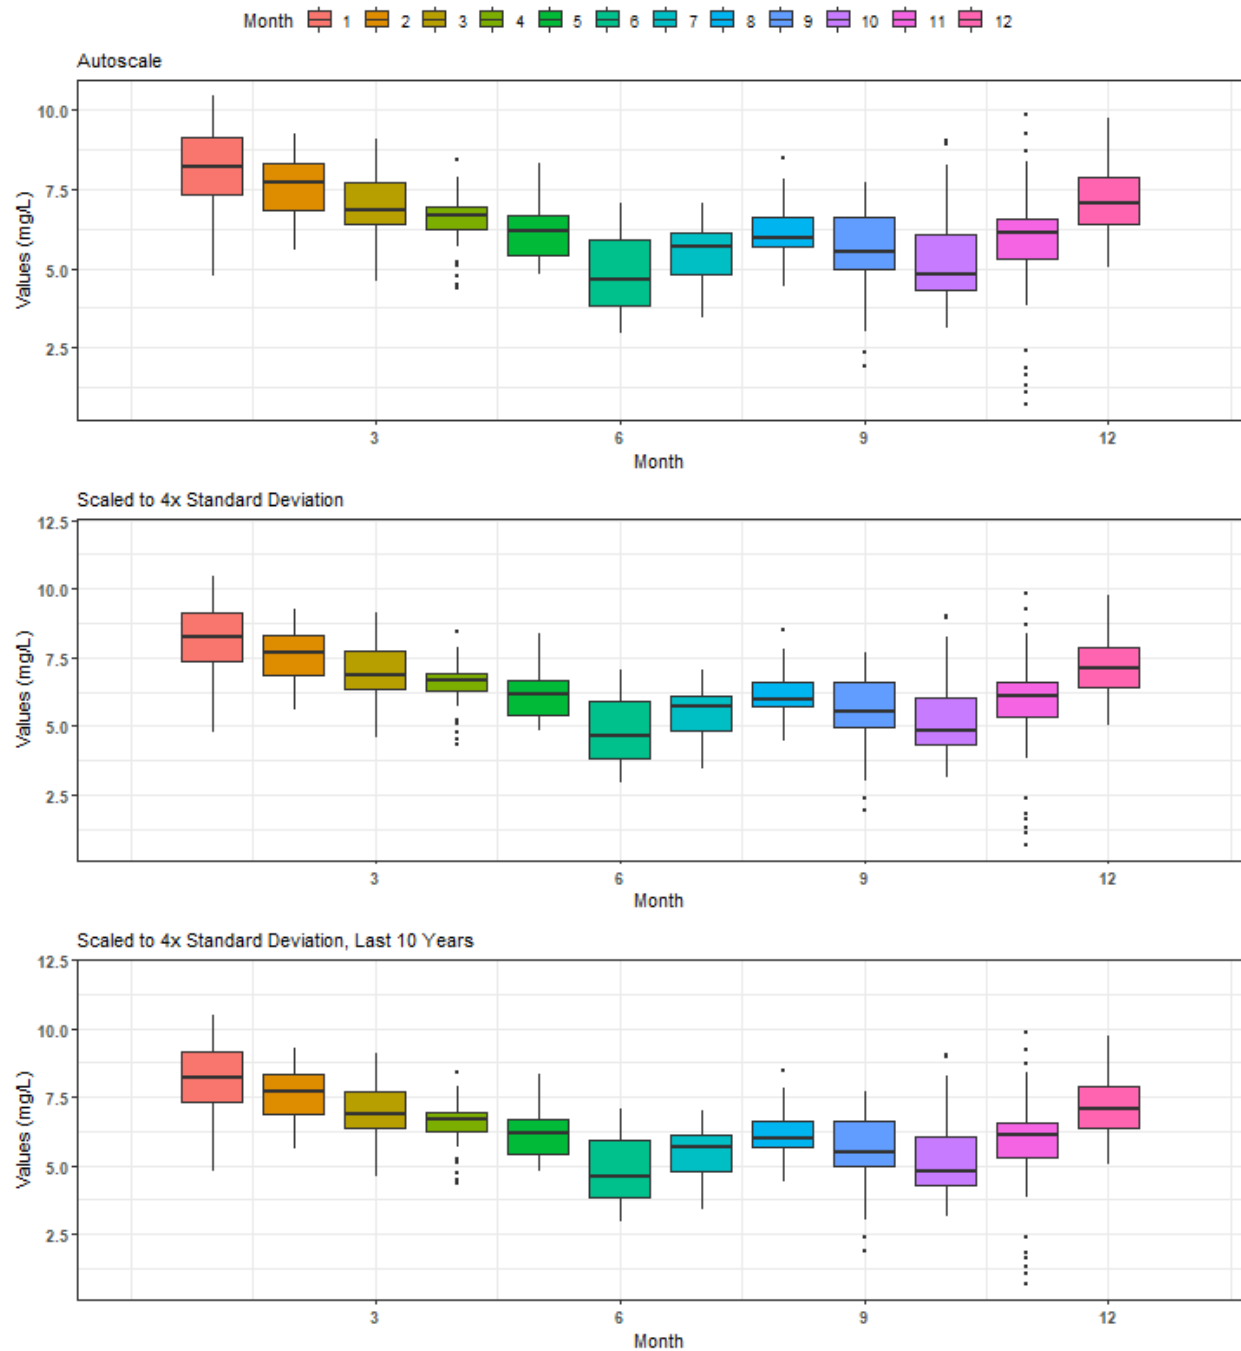 Month 1 2 3 4 5 6 7 8 9 10 11 12
Autoscale
Values (mg/L)
10.0
7.5
5.0
2.5
3 6 9 12
Month
Scaled to 4x Standard Deviation
Values (mg/L)
12.5
10.0
7.5
5.0
2.5
3 6 9 12
Month
Scaled to 4x Standard Deviation, Last 10 Years
Values (mg/L)
12.5
10.0
7.5
5.0
2.5
3 6 9 12
Month